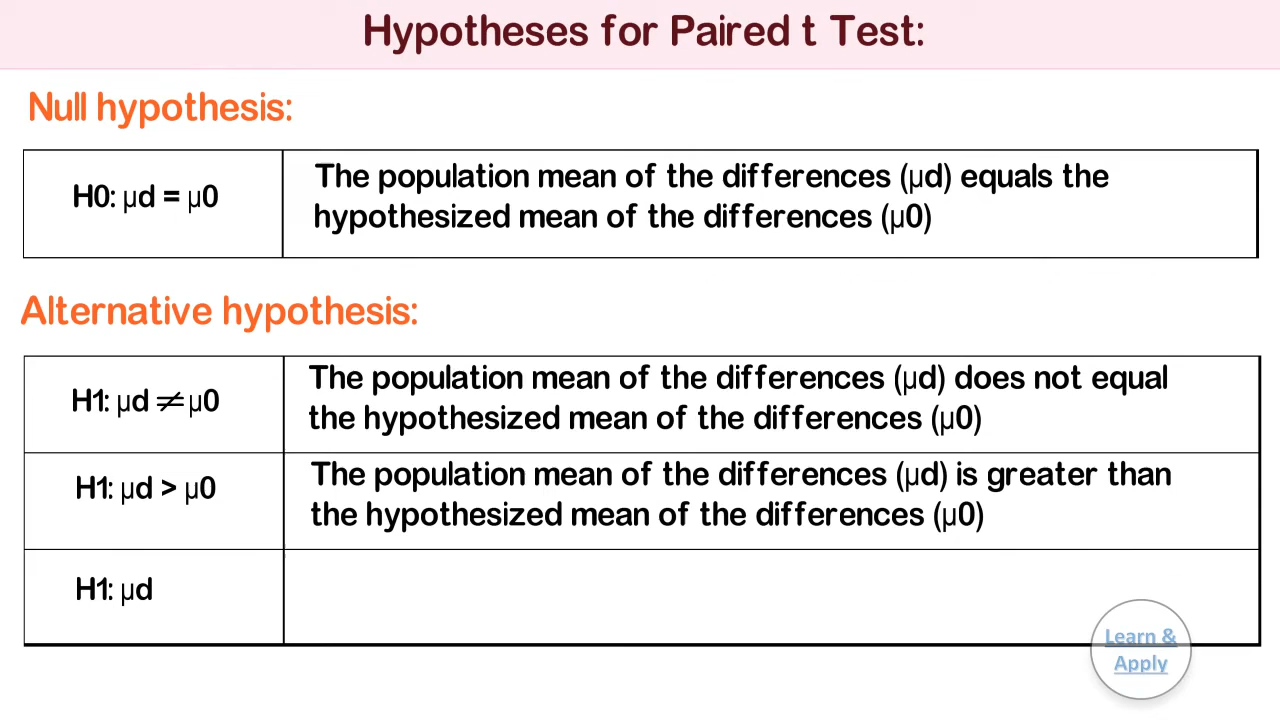 Hypotheses for Paired t Test:
Null hypothesis:
H0: µd = µ0
The population mean of the differences (µd) equals the
hypothesized mean of the differences (µ0)
Alternative hypothesis:
H1: µd ≠ µ0
The population mean of the differences (µd) does not equal
the hypothesized mean of the differences (µ0)
H1: µd > µ0
The population mean of the differences (µd) is greater than
the hypothesized mean of the differences (µ0)
H1: µd
Learn &
Apply